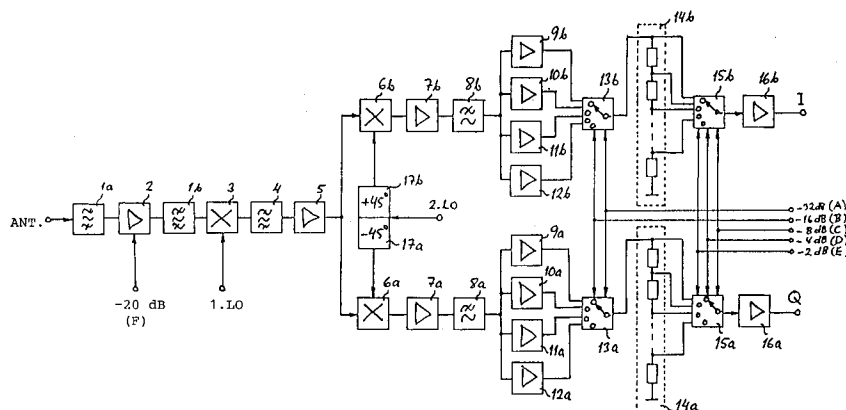 14b
9b
10b
13b
15b
16b
6b
7b
8b
I
11b
12b
17b
+45°
-45°
17a
2.LO
1a
2
1b
3
4
5
ANT.
-20 dB
(F)
1.LO
-32dB (A)
-16dB (B)
-8dB (C)
-4dB (D)
-2dB (E)
9a
10a
6a
7a
8a
Q
11a
13a
15a
16a
12a
14a